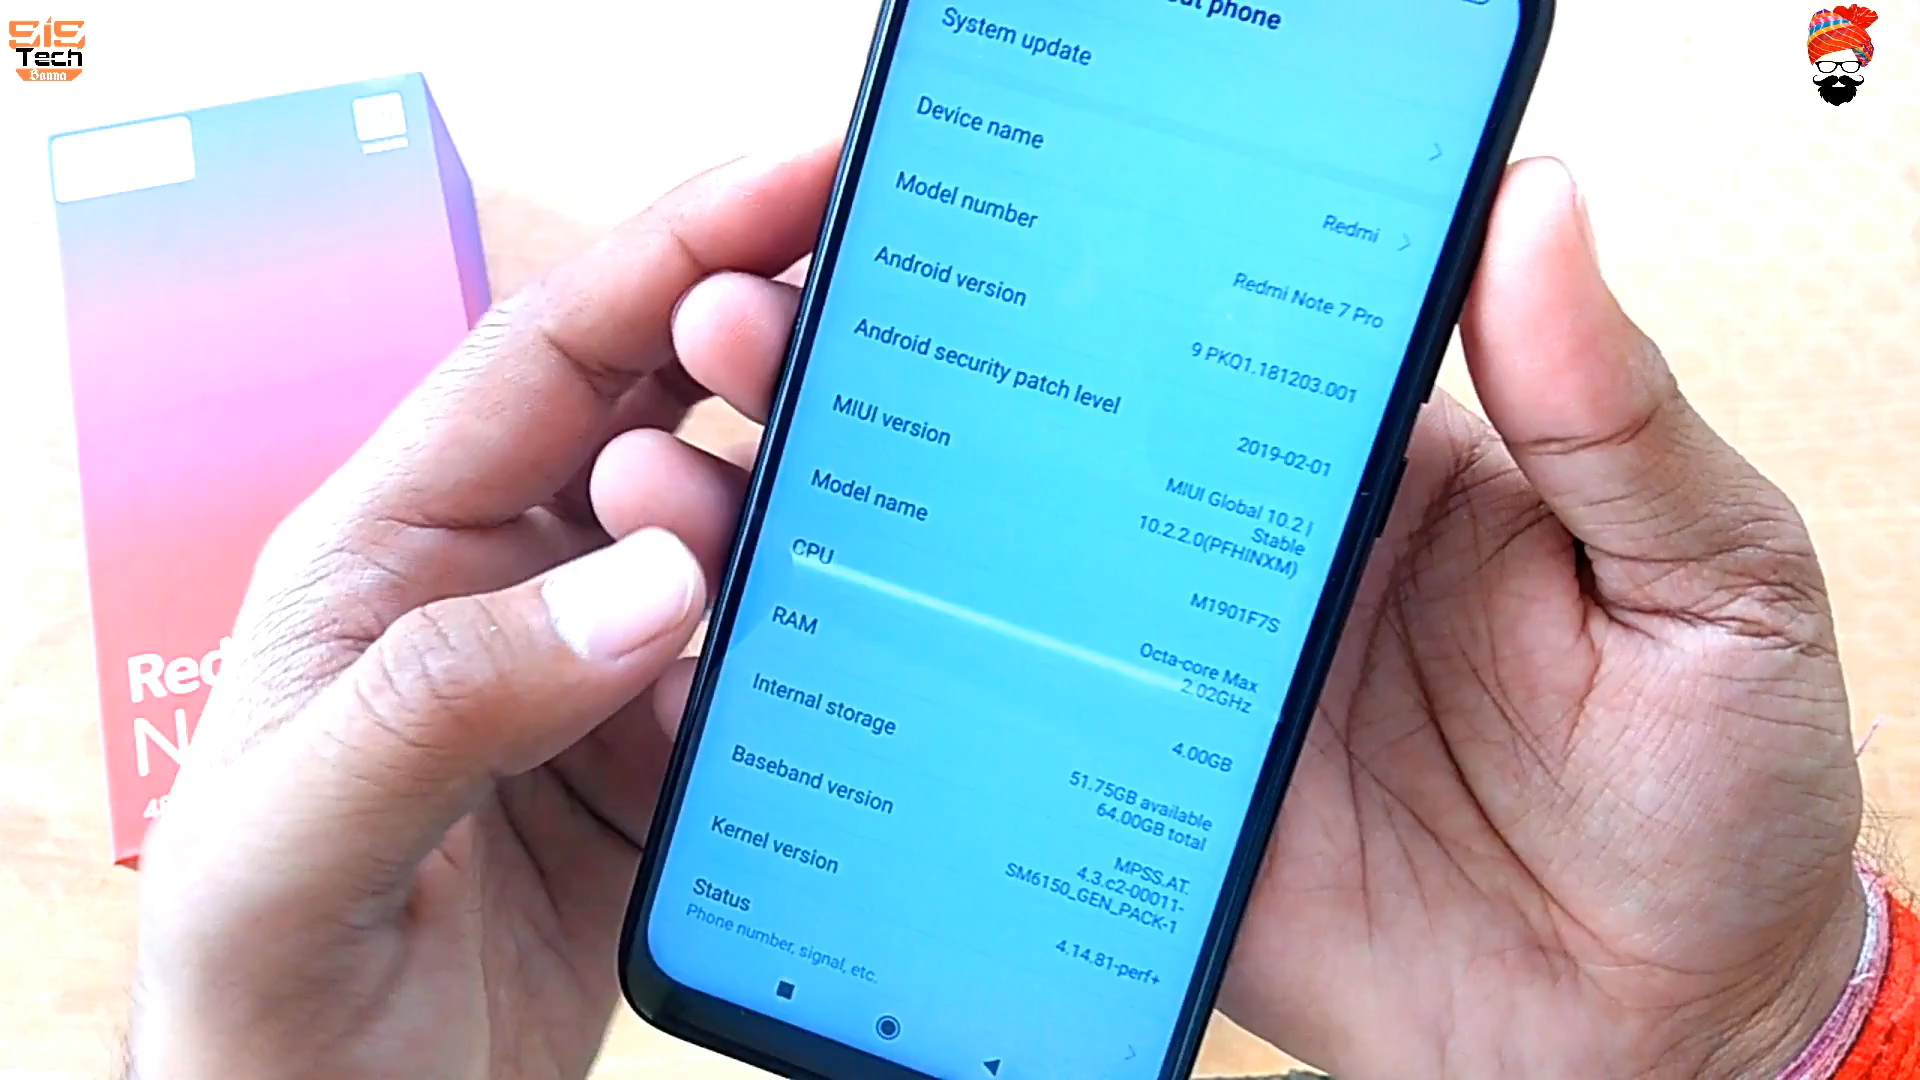 SIS
Tech
Banna
phone
System update
Device name
Redmi
Model number
Redmi Note 7 Pro
Android version
9 PKQ1.181203.001
Android security patch level
2019-02-01
MIUI version
MIUI Global 10.2 |
Stable
10.2.2.0(PFHINXM)
Model name
M1901F7S
CPU
Octa-core Max
2.02GHz
RAM
4.00GB
Internal storage
51.75GB available
64.00GB total
Baseband version
MPSS.AT.
4.3.c2-00011-
SM6150_GEN_PACK-1
Kernel version
4.14.81-perf+
Status
Phone number, signal, etc.
Red
N